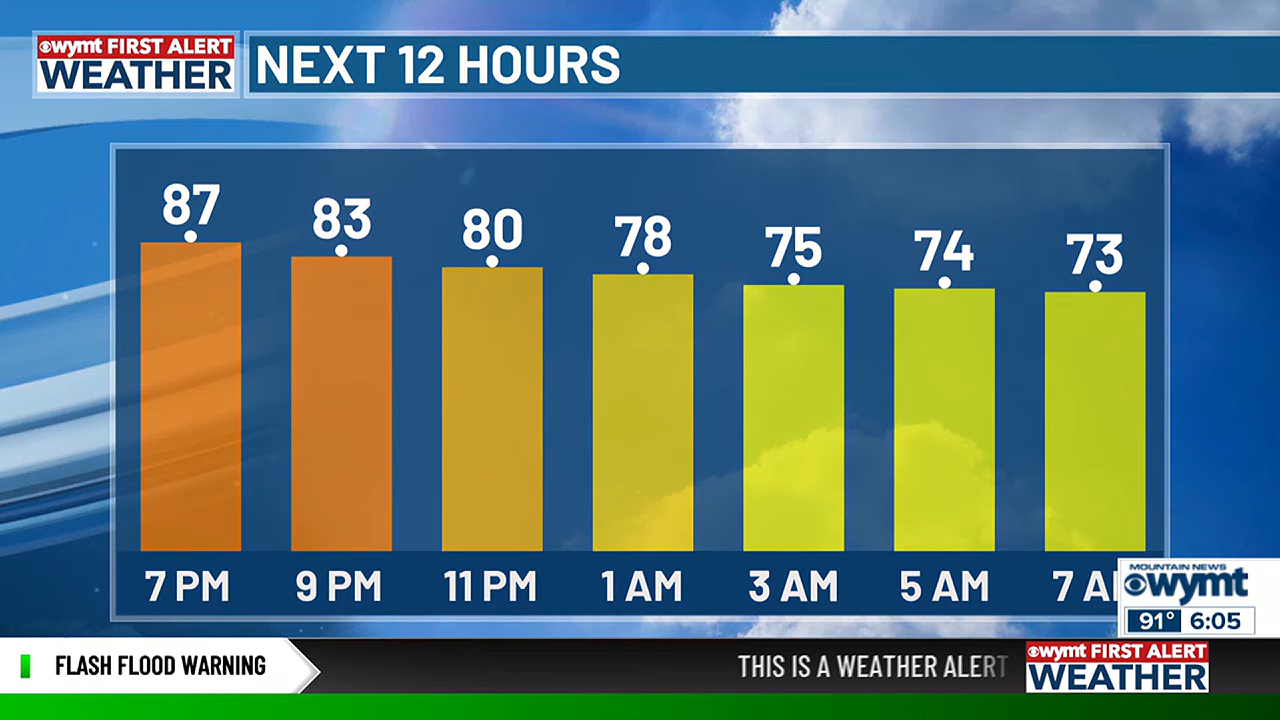 wymt FIRST ALERT
WEATHER
NEXT 12 HOURS
87
83
80
78
75
74
73
7 PM
9 PM
11 PM
1 AM
3 AM
5 AM
7 A
MOUNTAIN NEWS
wymt
91° 6:05
FLASH FLOOD WARNING
THIS IS A WEATHER ALERT
wymt FIRST ALERT
WEATHER